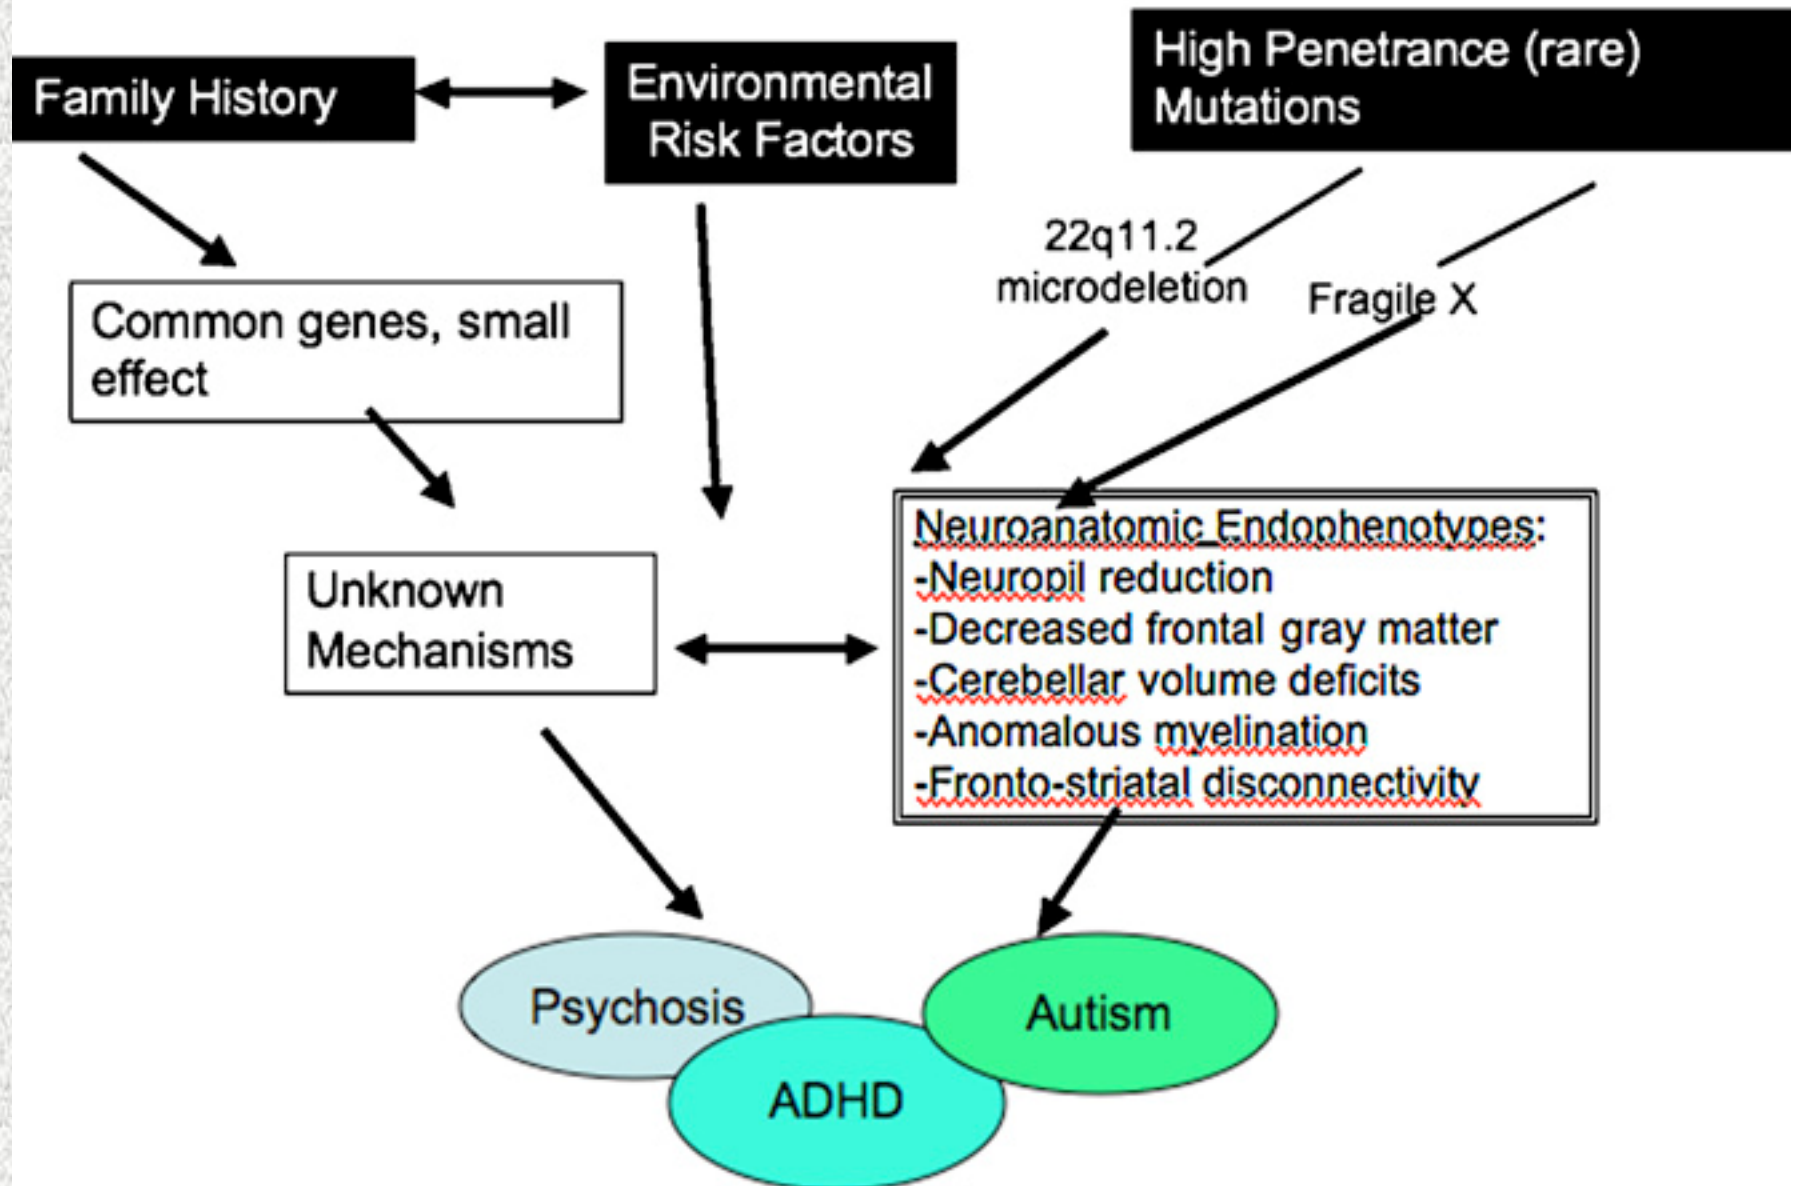 Family History
Environmental
Risk Factors
High Penetrance (rare)
Mutations
22q11.2
microdeletion
Fragile X
Common genes, small
effect
Unknown
Mechanisms
Neuroanatomic Endophenotypes:
-Neuropil reduction
-Decreased frontal gray matter
-Cerebellar volume deficits
-Anomalous myelination
-Fronto-striatal disconnectivity
Psychosis
ADHD
Autism